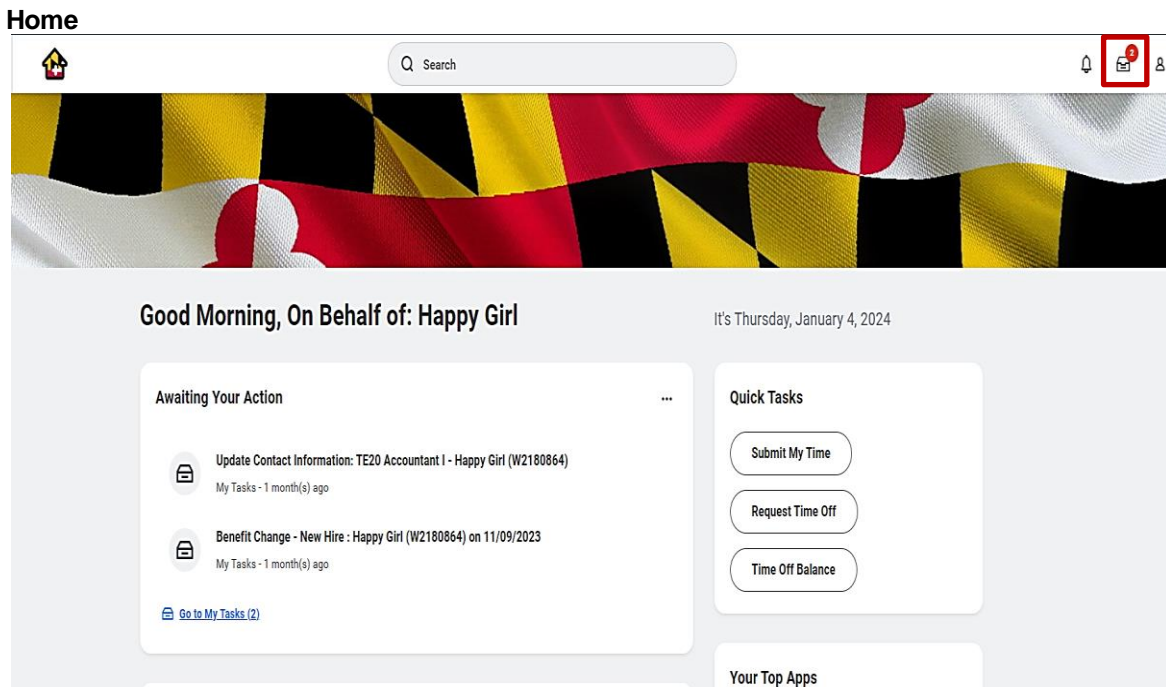 Home
Search
2
Good Morning, On Behalf of: Happy Girl
It's Thursday, January 4, 2024
Awaiting Your Action
Update Contact Information: TE20 Accountant I - Happy Girl (W2180864)
My Tasks - 1 month(s) ago
Benefit Change - New Hire : Happy Girl (W2180864) on 11/09/2023
My Tasks - 1 month(s) ago
Go to My Tasks (2)
Quick Tasks
Submit My Time
Request Time Off
Time Off Balance
Your Top Apps